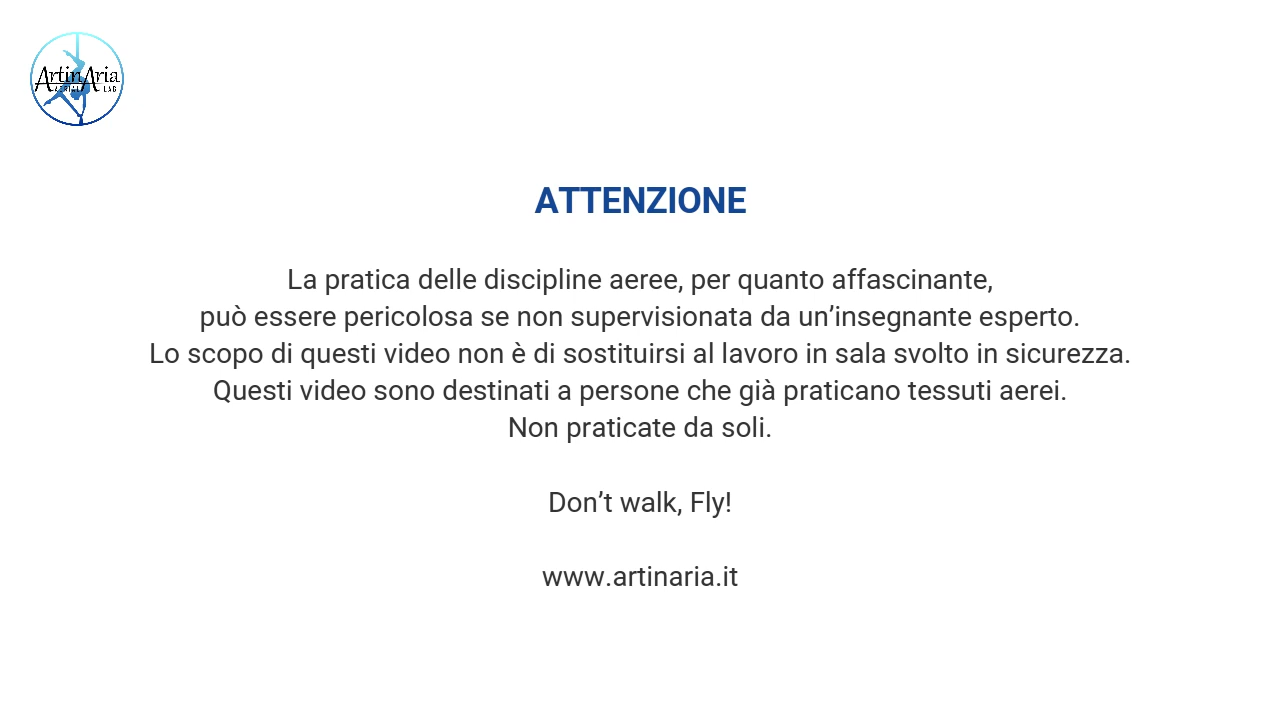 ArtinAria
AERIAL LAB
ATTENZIONE
La pratica delle discipline aeree, per quanto affascinante,
può essere pericolosa se non supervisionata da un’insegnante esperto.
Lo scopo di questi video non è di sostituirsi al lavoro in sala svolto in sicurezza.
Questi video sono destinati a persone che già praticano tessuti aerei.
Non praticate da soli.
Don’t walk, Fly!
www.artinaria.it